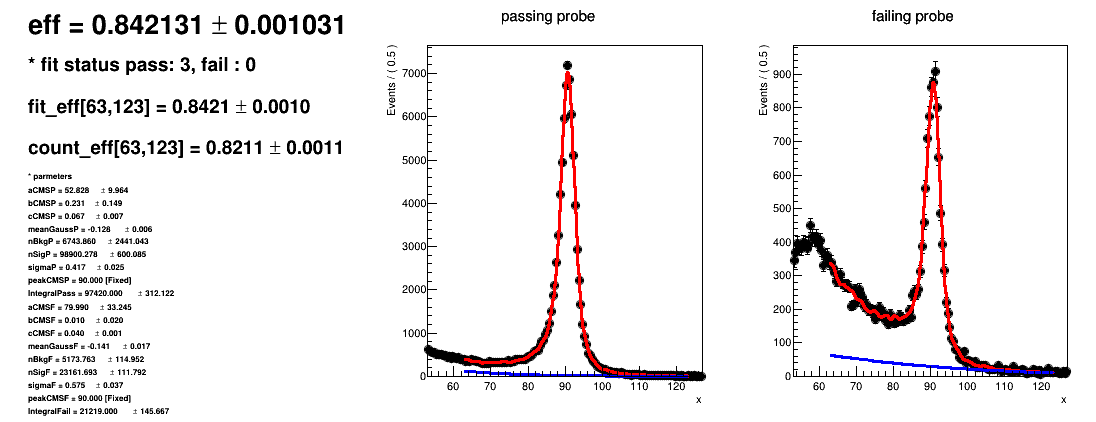 eff = 0.842131 ± 0.001031
* fit status pass: 3, fail : 0
fit_eff[63,123] = 0.8421 ± 0.0010
count_eff[63,123] = 0.8211 ± 0.0011
* parmeters
aCMSP = 52.828 ± 9.964
bCMSP = 0.231 ± 0.149
cCMSP = 0.067 ± 0.007
meanGaussP = -0.128 ± 0.006
nBkgP = 6743.860 ± 2441.043
nSigP = 98900.278 ± 600.085
sigmaP = 0.417 ± 0.025
peakCMSP = 90.000 [Fixed]
IntegralPass = 97420.000 ± 312.122
aCMSF = 79.990 ± 33.245
bCMSF = 0.010 ± 0.020
cCMSF = 0.040 ± 0.001
meanGaussF = -0.141 ± 0.017
nBkgF = 5173.763 ± 114.952
nSigF = 23161.693 ± 111.792
sigmaF = 0.575 ± 0.037
peakCMSF = 90.000 [Fixed]
IntegralFail = 21219.000 ± 145.667
passing probe
Events / ( 0.5 )
7000
6000
5000
4000
3000
2000
1000
0
60 70 80 90 100 110 120
x
failing probe
Events / ( 0.5 )
900
800
700
600
500
400
300
200
100
0
60 70 80 90 100 110 120
x